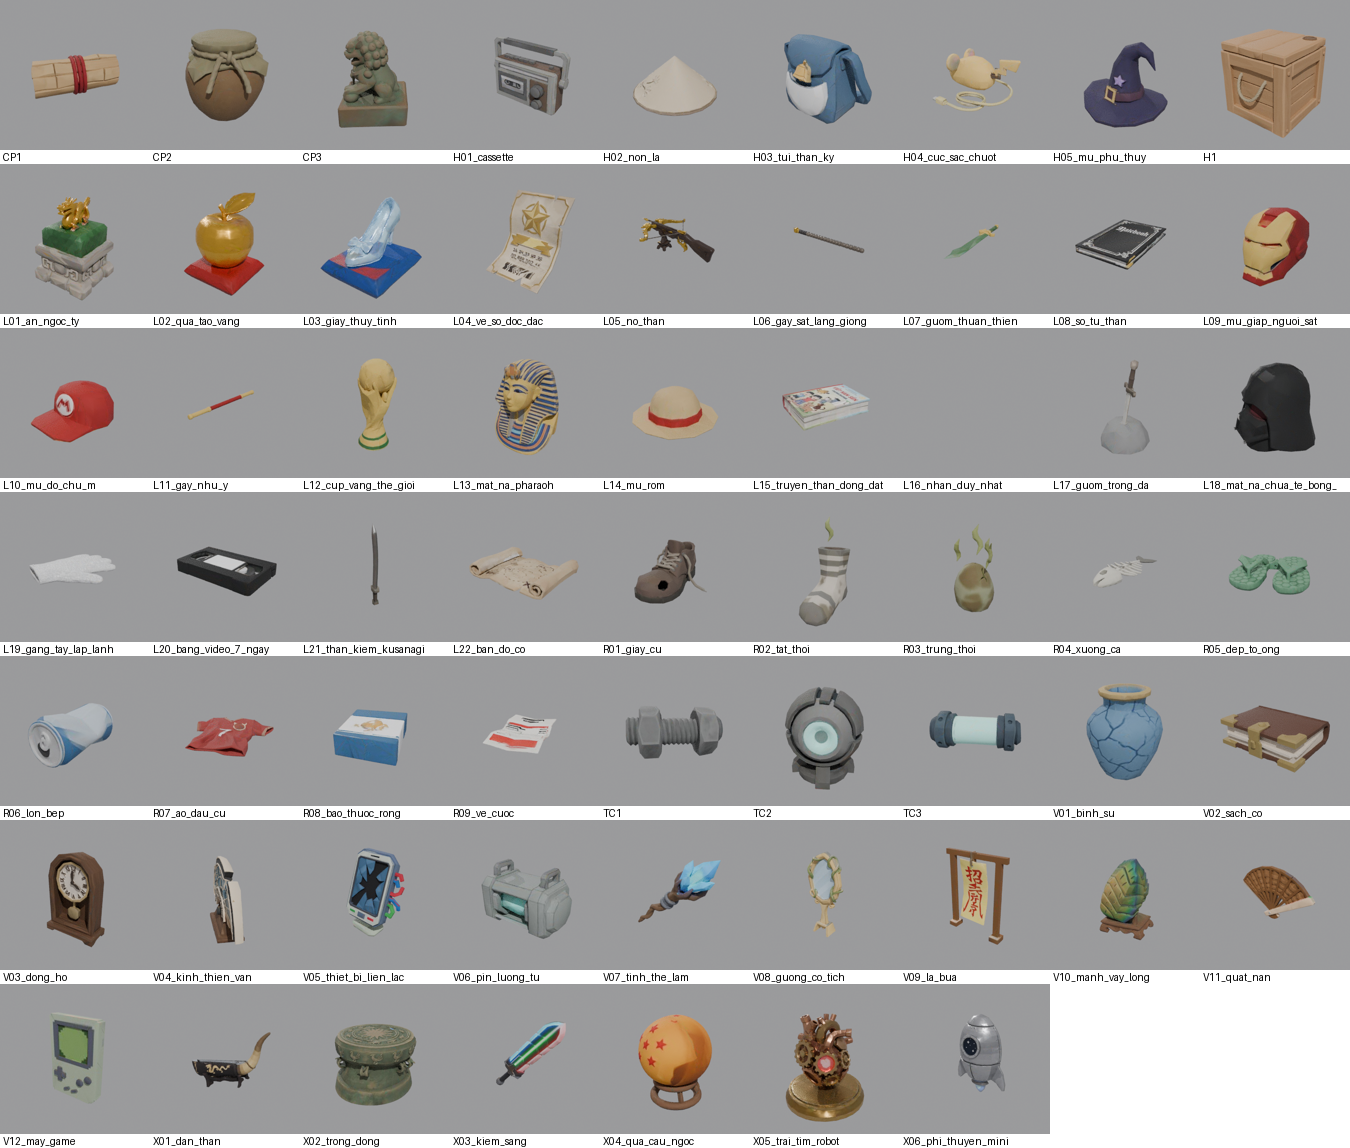 CP1 CP2 CP3 H01_cassette H02_non_la H03_tui_than_ky H04_cuc_sac_chuot H05_mu_phu_thuy H1
M
L01_an_ngoc_ty L02_qua_tao_vang L03_giay_thuy_tinh L04_ve_so_doc_dac L05_no_than L06_gay_sat_lang_giong L07_guom_thuan_thien L08_so_tu_than L09_mu_giap_nguoi_sat
L10_mu_do_chu_m L11_gay_nhu_y L12_cup_vang_the_gioi L13_mat_na_pharaoh L14_mu_rom L15_truyen_than_dong_dat L16_nhan_duy_nhat L17_guom_trong_da L18_mat_na_chua_te_bong_
L19_gang_tay_lap_lanh L20_bang_video_7_ngay L21_than_kiem_kusanagi L22_ban_do_co R01_giay_cu R02_tat_thoi R03_trung_thoi R04_xuong_ca R05_dep_to_ong
R06_lon_bep R07_ao_dau_cu R08_bao_thuoc_rong R09_ve_cuoc TC1 TC2 TC3 V01_binh_su V02_sach_co
V03_dong_ho V04_kinh_thien_van V05_thiet_bi_lien_lac V06_pin_luong_tu V07_tinh_the_lam V08_guong_co_tich V09_la_bua V10_manh_vay_long V11_quat_nan
V12_may_game X01_dan_than X02_trong_dong X03_kiem_sang X04_qua_cau_ngoc X05_trai_tim_robot X06_phi_thuyen_mini